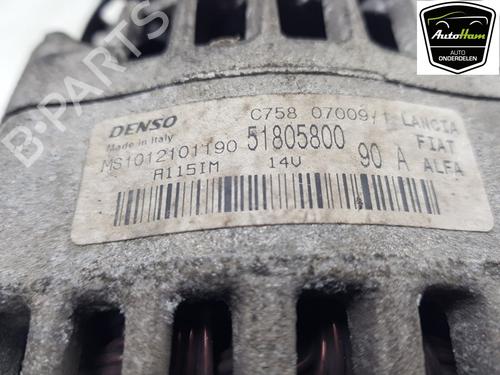 AutoHam
AUTO
ONDERDELEN
B-PARTS
DENSO
Made in Italy
C758 07009/1 LANCIA
MS1012101190 51805800 FIAT
A115IM 14V 90 A ALFA